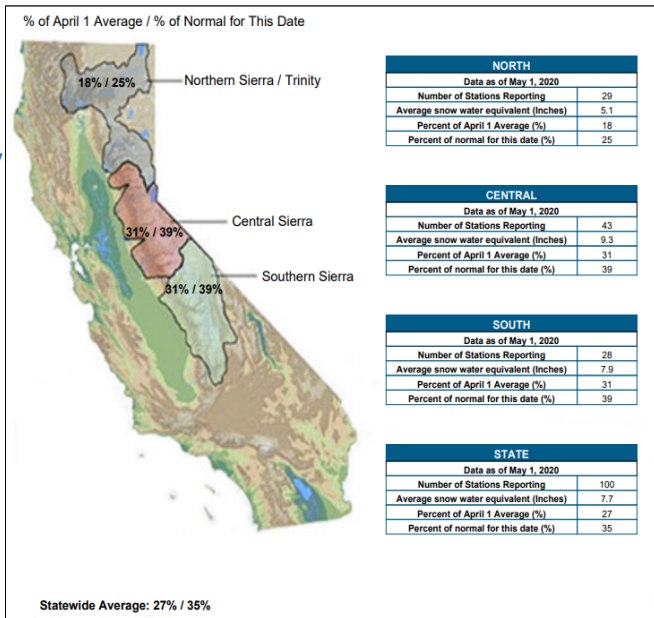 % of April 1 Average / % of Normal for This Date
18% / 25%
Northern Sierra / Trinity
Central Sierra
31% / 39%
Southern Sierra
31% / 39%
NORTH
Data as of May 1, 2020
Number of Stations Reporting 29
Average snow water equivalent (Inches) 5.1
Percent of April 1 Average (%) 18
Percent of normal for this date (%) 25
CENTRAL
Data as of May 1, 2020
Number of Stations Reporting 43
Average snow water equivalent (Inches) 9.3
Percent of April 1 Average (%) 31
Percent of normal for this date (%) 39
SOUTH
Data as of May 1, 2020
Number of Stations Reporting 28
Average snow water equivalent (Inches) 7.9
Percent of April 1 Average (%) 31
Percent of normal for this date (%) 39
STATE
Data as of May 1, 2020
Number of Stations Reporting 100
Average snow water equivalent (Inches) 7.7
Percent of April 1 Average (%) 27
Percent of normal for this date (%) 35
Statewide Average: 27% / 35%